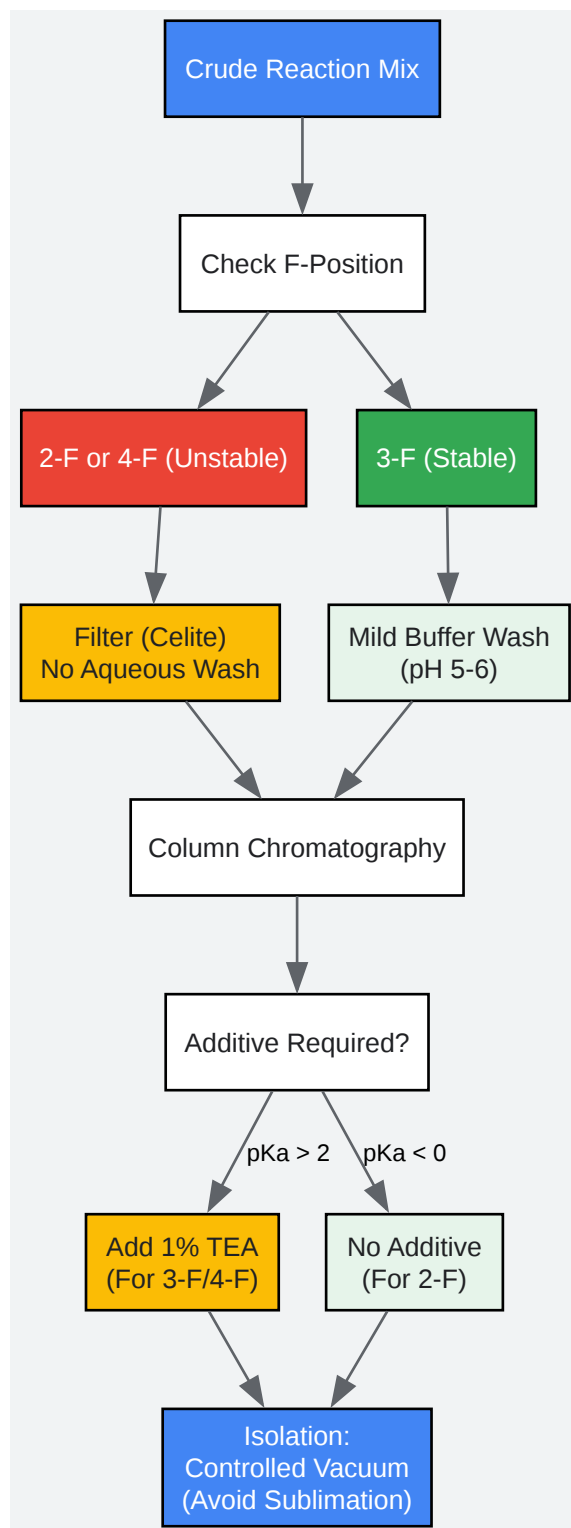 Crude Reaction Mix
Check F-Position
2-F or 4-F (Unstable)
3-F (Stable)
Filter (Celite)
No Aqueous Wash
Mild Buffer Wash
(pH 5-6)
Column Chromatography
Additive Required?
pKa > 2
pKa < 0
Add 1% TEA
(For 3-F/4-F)
No Additive
(For 2-F)
Isolation:
Controlled Vacuum
(Avoid Sublimation)